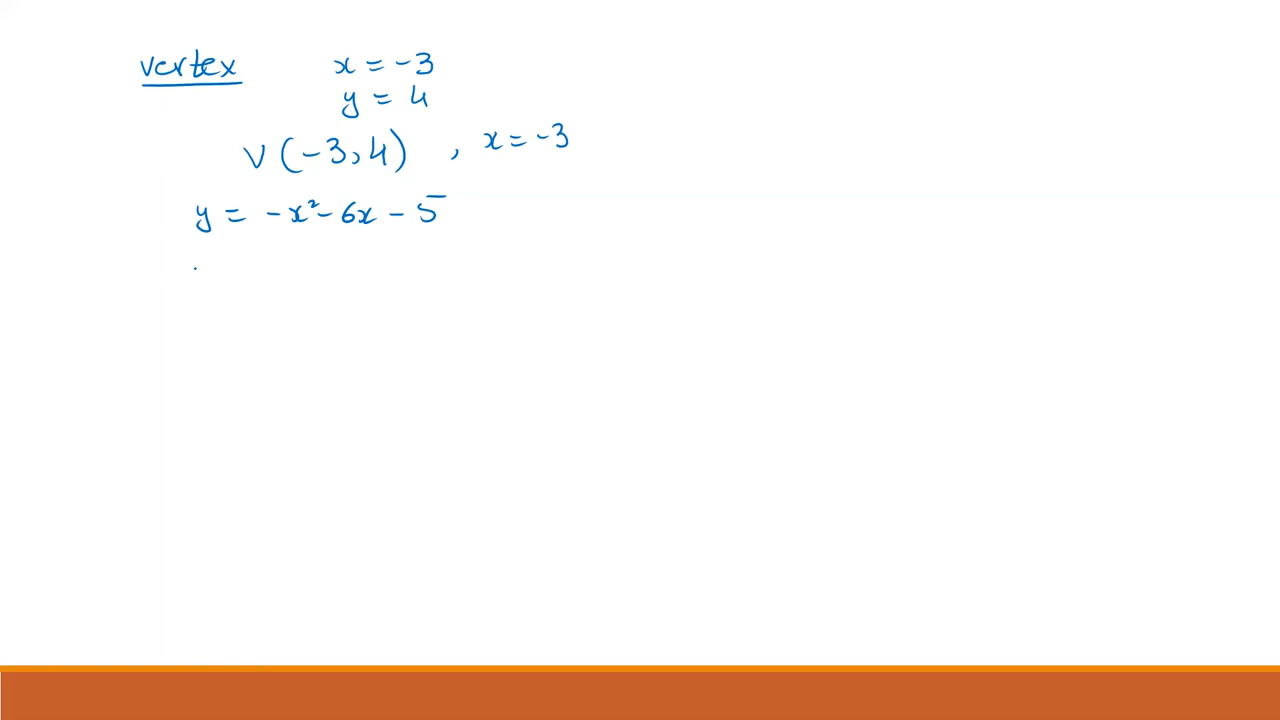 vertex x = -3
y = 4
V (-3, 4) , x = -3
y = -x² - 6x - 5